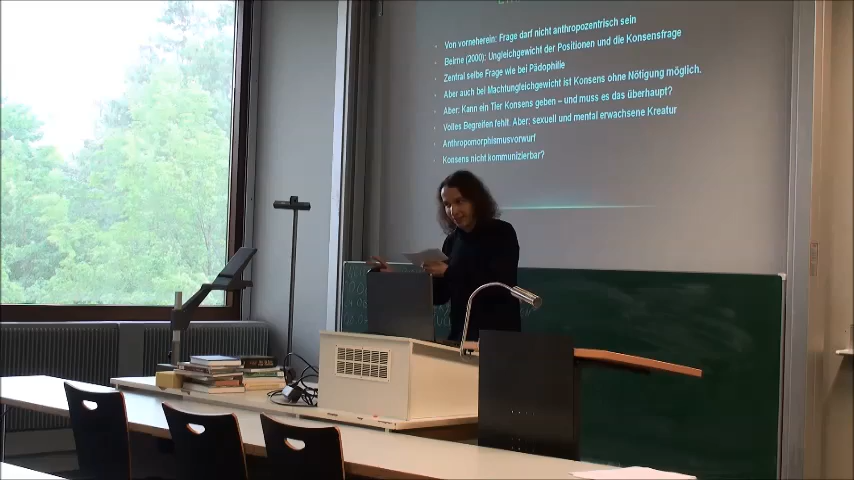 Von vorneherein: Frage darf nicht anthropozentrisch sein
Beirne (2000): Ungleichgewicht der Positionen und die Konsensfrage
Zentral selbe Frage wie bei Pädophilie
Aber auch bei Machtungleichgewicht ist Konsens ohne Nötigung möglich.
Aber: Kann ein Tier Konsens geben – und muss es das überhaupt?
Volles Begreifen fehlt. Aber: sexuell und mental erwachsene Kreatur
Anthropomorphismusvorwurf
Konsens nicht kommunizierbar?